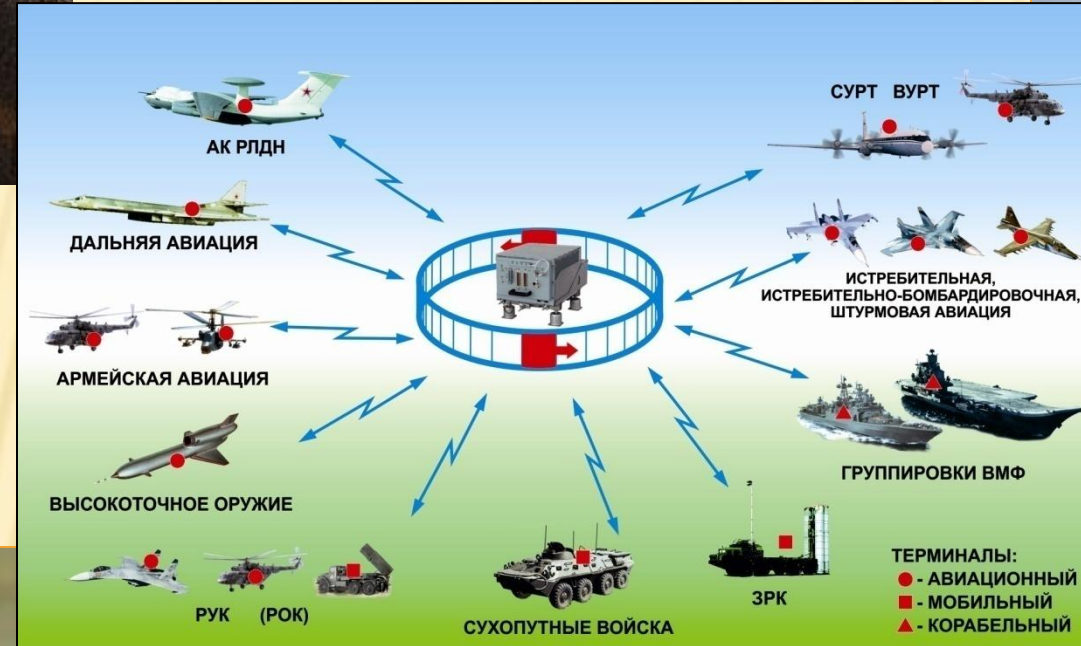 АК РЛДН
СУРТ ВУРТ
ДАЛЬНЯЯ АВИАЦИЯ
ИСТРЕБИТЕЛЬНАЯ,
ИСТРЕБИТЕЛЬНО-БОМБАРДИРОВОЧНАЯ,
ШТУРМОВАЯ АВИАЦИЯ
АРМЕЙСКАЯ АВИАЦИЯ
ГРУППИРОВКИ ВМФ
ВЫСОКОТОЧНОЕ ОРУЖИЕ
РУК (РОК)
СУХОПУТНЫЕ ВОЙСКА
ЗРК
ТЕРМИНАЛЫ:
- АВИАЦИОННЫЙ
- МОБИЛЬНЫЙ
- КОРАБЕЛЬНЫЙ